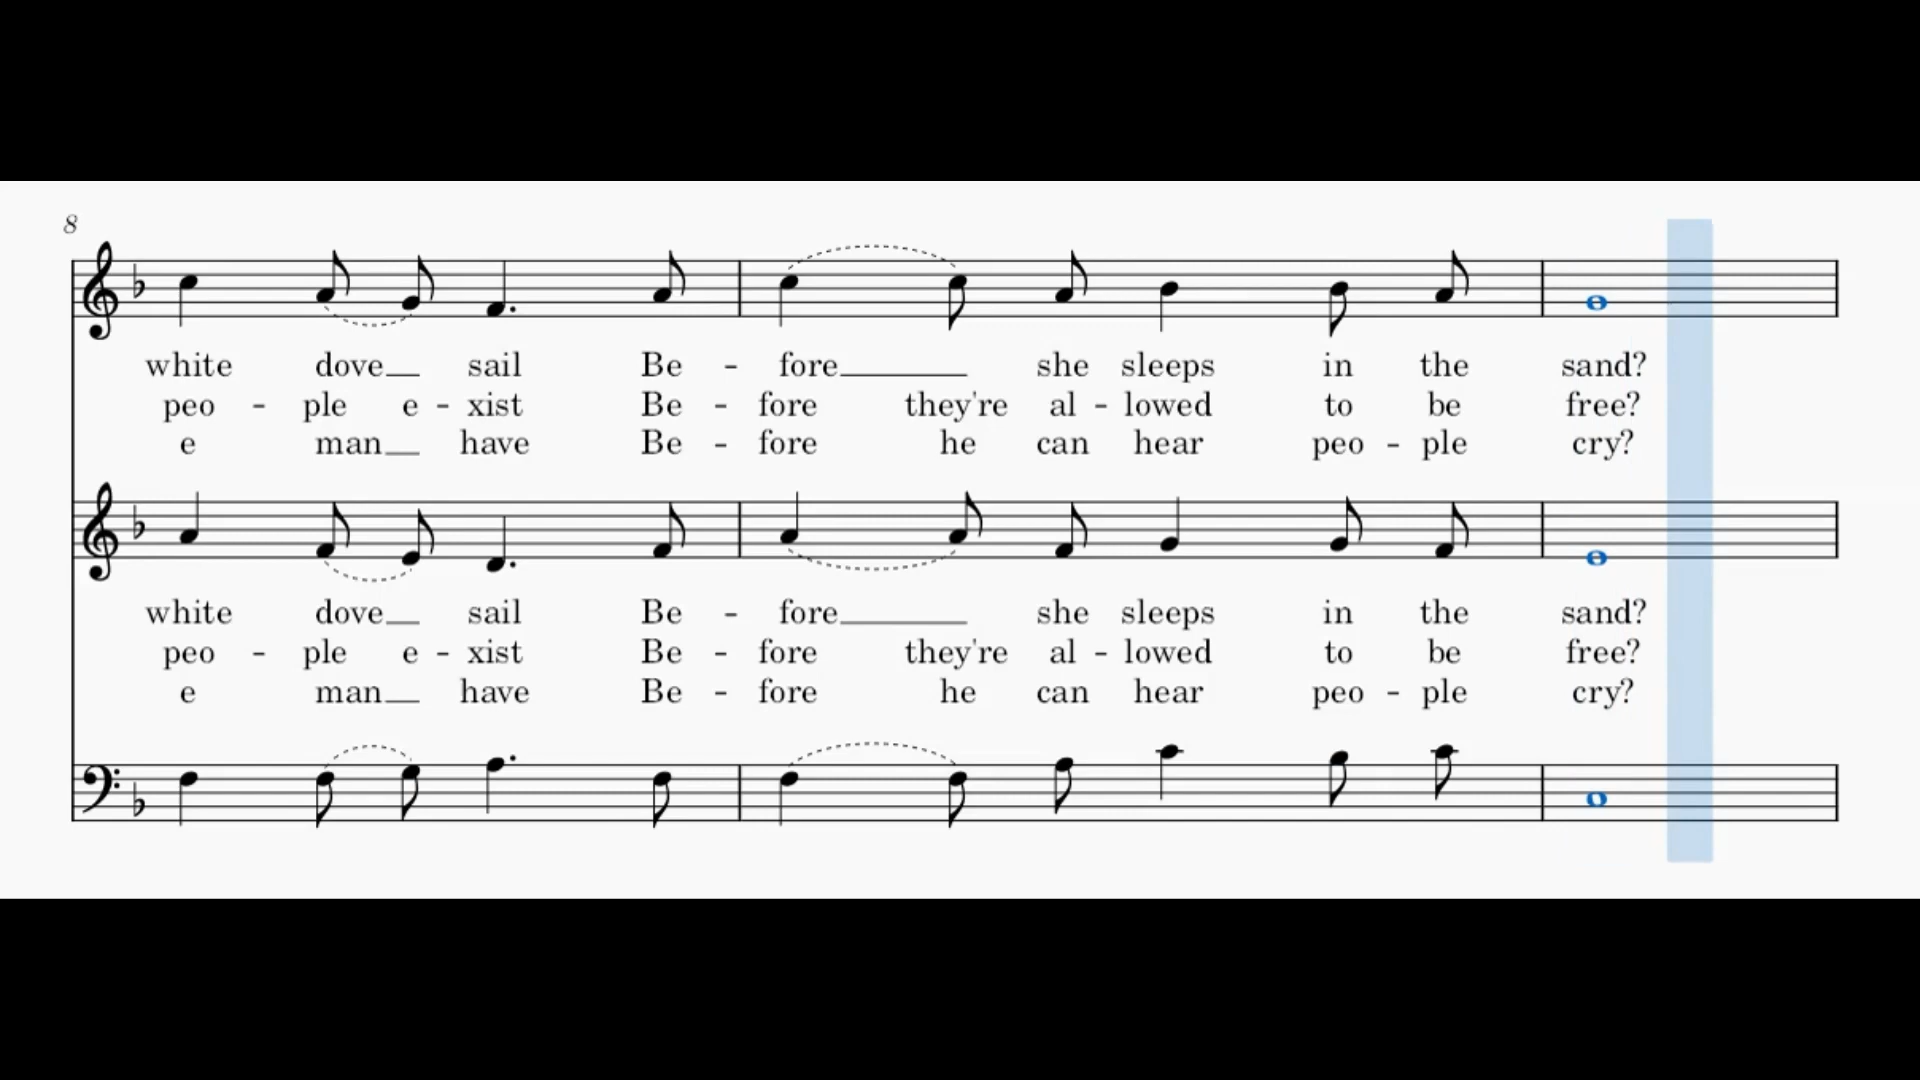 8
white dove sail Be - fore she sleeps in the sand?
peo - ple e - xist Be - fore they're al - lowed to be free?
e man have Be - fore he can hear peo - ple cry?
white dove sail Be - fore she sleeps in the sand?
peo - ple e - xist Be - fore they're al - lowed to be free?
e man have Be - fore he can hear peo - ple cry?